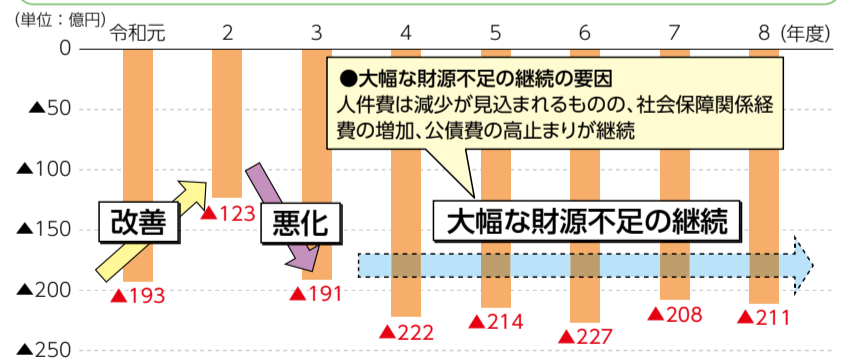 (単位：億円)
令和元 2 3 4 5 6 7 8 (年度)
0
▲50
▲100
▲150
▲200
▲250
●大幅な財源不足の継続の要因
人件費は減少が見込まれるものの、社会保障関係経
費の増加、公債費の高止まりが継続
改善
悪化
大幅な財源不足の継続
▲193
▲123
▲191
▲222
▲214
▲227
▲208
▲211